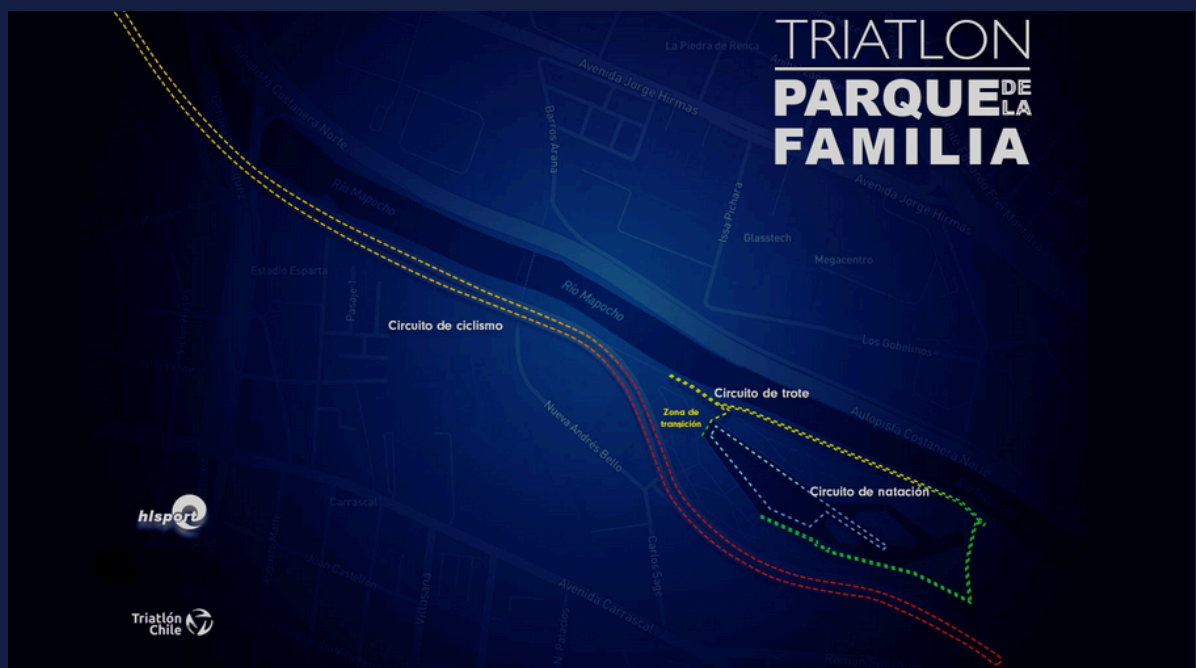 TRIATLON
PARQUE DE LA
FAMILIA
La Piedra de Renca
Avenida Jorge Hirmas
Autopista Costanera Norte
Barros Arana
Río Mapocho
Avenida Jorge Hirmas
Issa Pichara
Glasstech
Megacentro
Estadio Esparta
Pasaje 1
Río Mapocho
Circuito de ciclismo
Los Gobelinos
Circuito de trote
Zona de
transición
Autopista Costanera Norte
Nueva Andrés Bello
Circuito de natación
Carrascal
hlsport
Juan Castellón
Villasana
Avenida Carrascal
Carlos Sage
N. Palacios
Triatlón
Chile